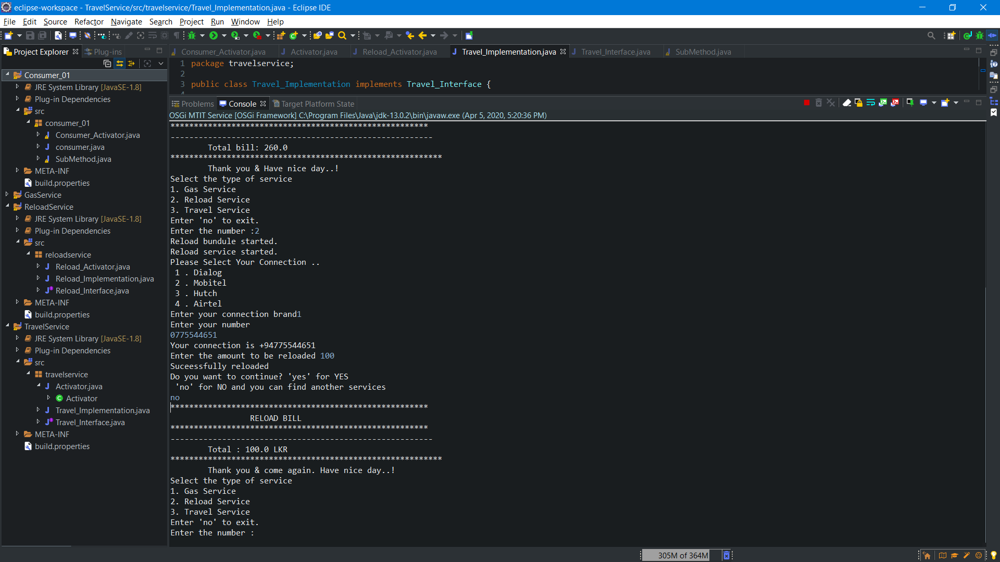 eclipse-workspace - TravelService/src/travelservice/Travel_Implementation.java - Eclipse IDE
File Edit Source Refactor Navigate Search Project Run Window Help
Project Explorer Plug-ins
Consumer_01
JRE System Library [JavaSE-1.8]
Plug-in Dependencies
src
consumer_01
Consumer_Activator.java
consumer.java
SubMethod.java
META-INF
build.properties
GasService
ReloadService
JRE System Library [JavaSE-1.8]
Plug-in Dependencies
src
reloadservice
Reload_Activator.java
Reload_Implementation.java
Reload_Interface.java
META-INF
build.properties
TravelService
JRE System Library [JavaSE-1.8]
Plug-in Dependencies
src
travelservice
Activator.java
Activator
Travel_Implementation.java
Travel_Interface.java
META-INF
build.properties
Consumer_Activator.java Activator.java Reload_Activator.java Travel_Implementation.java Travel_Interface.java SubMethod.java
1 package travelservice;
2
3 public class Travel_Implementation implements Travel_Interface {
Problems Console Target Platform State
OSGi MTIT Service [OSGi Framework] C:\Program Files\Java\jdk-13.0.2\bin\javaw.exe (Apr 5, 2020, 5:20:36 PM)
*******************************************************
--------------------------------------------------------
Total bill: 260.0
**********************************************************
Thank you & Have nice day..!
Select the type of service
1. Gas Service
2. Reload Service
3. Travel Service
Enter 'no' to exit.
Enter the number :2
Reload bundule started.
Reload service started.
Please Select Your Connection ..
1 . Dialog
2 . Mobitel
3 . Hutch
4 . Airtel
Enter your connection brand1
Enter your number
0775544651
Your connection is +94775544651
Enter the amount to be reloaded 100
Suceessfully reloaded
Do you want to continue? 'yes' for YES
'no' for NO and you can find another services
no
*******************************************************
RELOAD BILL
*******************************************************
--------------------------------------------------------
Total : 100.0 LKR
**********************************************************
Thank you & come again. Have nice day..!
Select the type of service
1. Gas Service
2. Reload Service
3. Travel Service
Enter 'no' to exit.
Enter the number :
305M of 364M